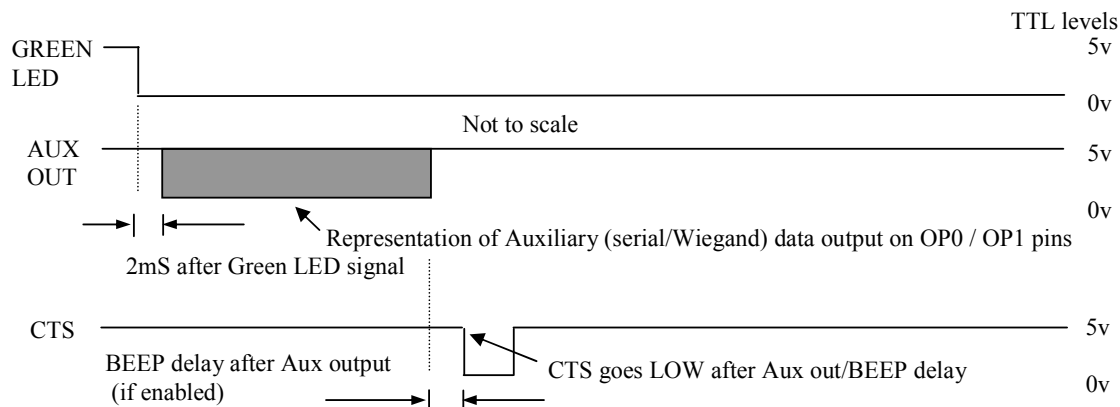 TTL levels
GREEN
LED
5v
0v
Not to scale
AUX
OUT
5v
0v
Representation of Auxiliary (serial/Wiegand) data output on OP0 / OP1 pins
2mS after Green LED signal
CTS
5v
BEEP delay after Aux output
(if enabled)
CTS goes LOW after Aux out/BEEP delay
0v